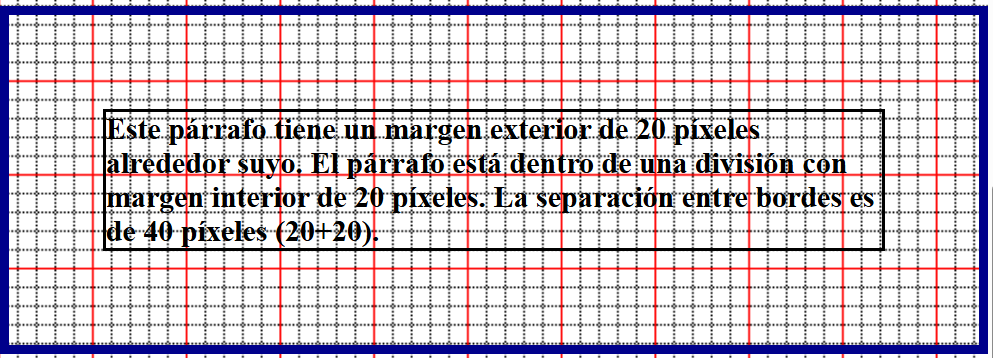 Este párrafo tiene un margen exterior de 20 píxeles
alrededor suyo. El párrafo está dentro de una división con
margen interior de 20 píxeles. La separación entre bordes es
de 40 píxeles (20+20).